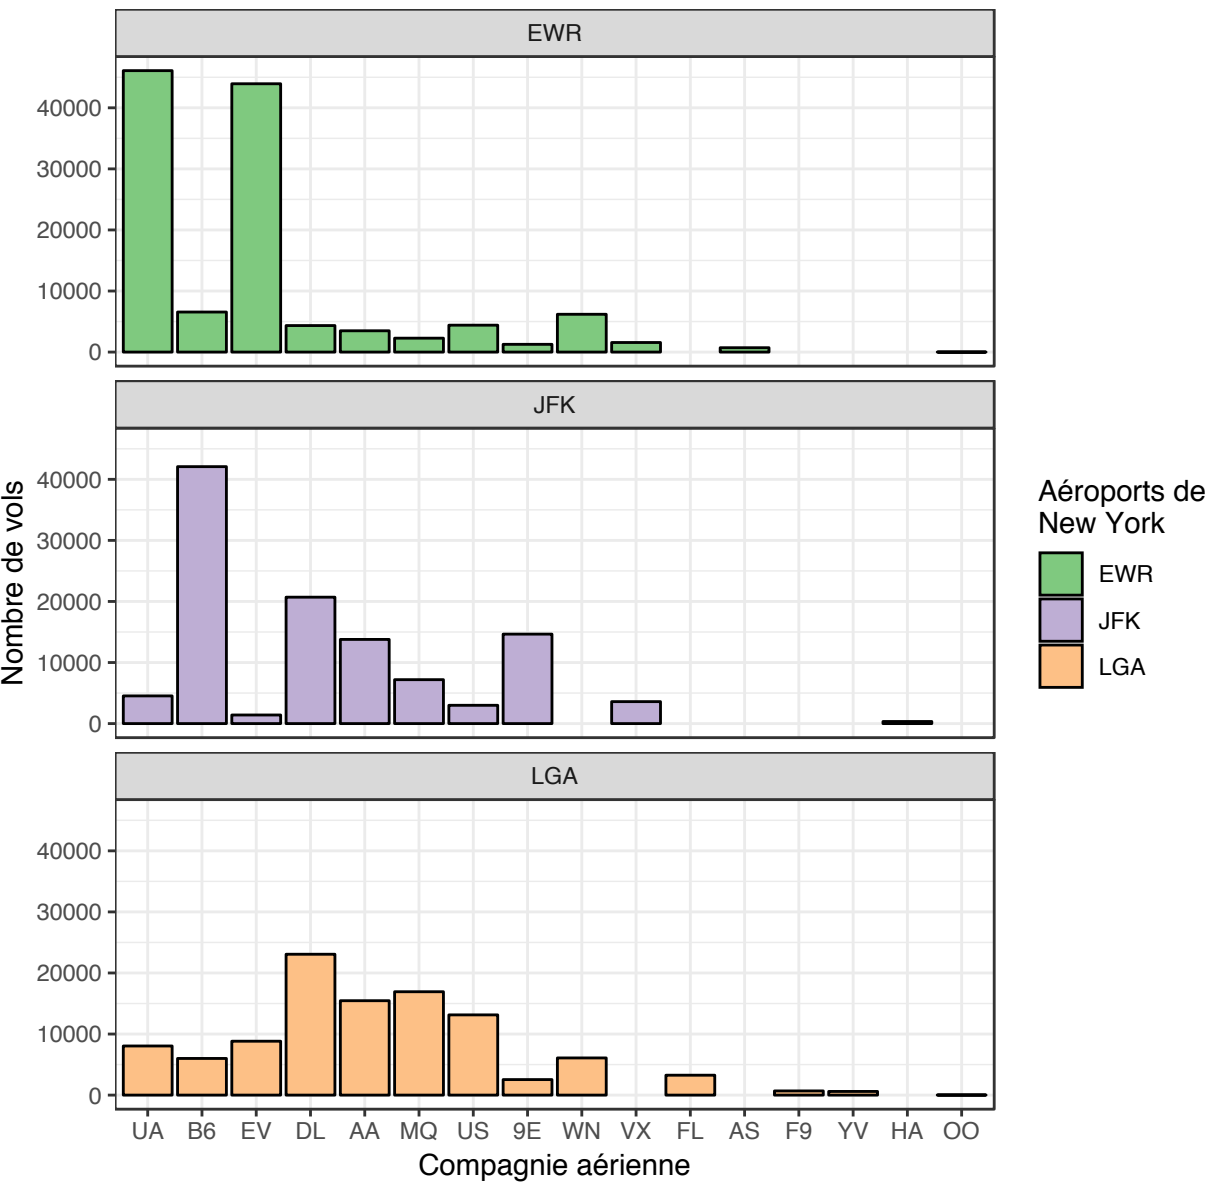 EWR
40000
30000
20000
10000
0
JFK
40000
30000
20000
10000
0
LGA
40000
30000
20000
10000
0
UA B6 EV DL AA MQ US 9E WN VX FL AS F9 YV HA OO
Compagnie aérienne
Nombre de vols
Aéroports de
New York
EWR
JFK
LGA